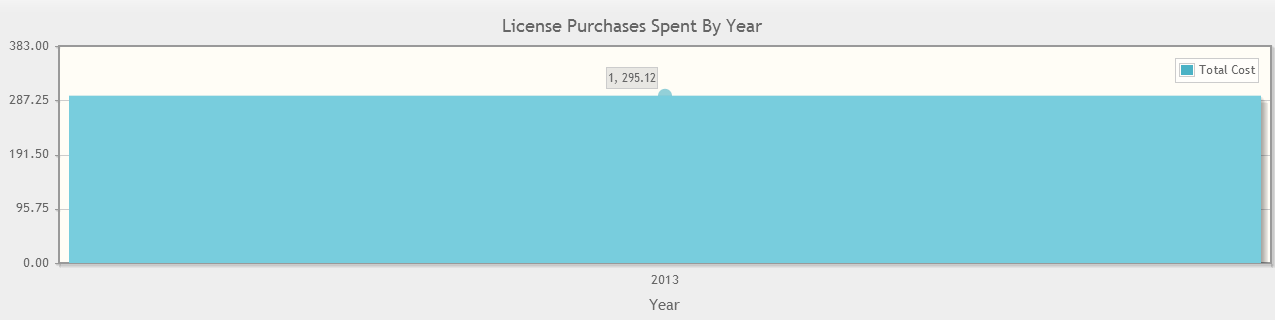 License Purchases Spent By Year
383.00
287.25
191.50
95.75
0.00
1, 295.12
Total Cost
2013
Year